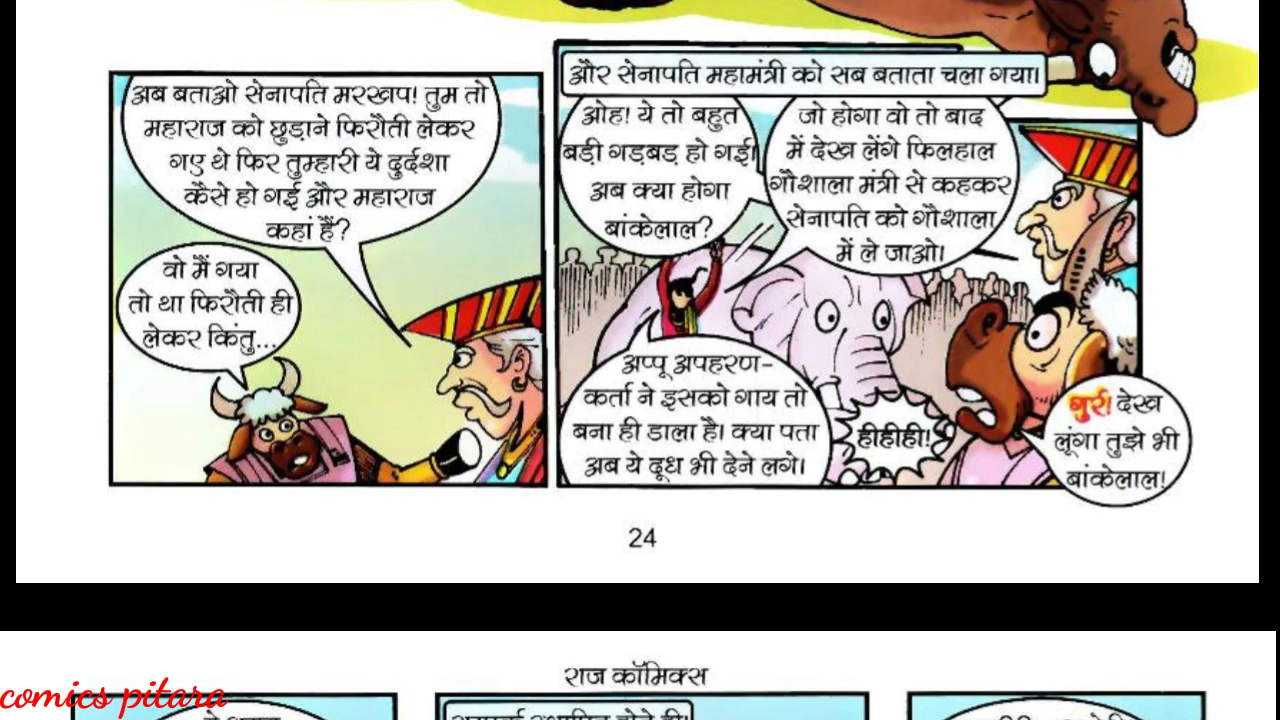 अब बताओ सेनापति मरखप! तुम तो
महाराज को छुड़ाने फिरौती लेकर
गए थे फिर तुम्हारी ये दुर्दशा
कैसे हो गई और महाराज
कहां हैं?
वो मैं गया
तो था फिरौती ही
लेकर किंतु...
और सेनापति महामंत्री को सब बताता चला गया।
ओह! ये तो बहुत
बड़ी गड़बड़ हो गई।
अब क्या होगा
बांकेलाल?
जो होगा वो तो बाद
में देख लेंगे फिलहाल
गौशाला मंत्री से कहकर
सेनापति को गौशाला
में ले जाओ।
अप्पू अपहरण-
कर्ता ने इसको गाय तो
बना ही डाला है। क्या पता
अब ये दूध भी देने लगे।
हीहीही!
गुर्र! देख
लूंगा तुझे भी
बांकेलाल!
24
राज कॉमिक्स
comics pitara